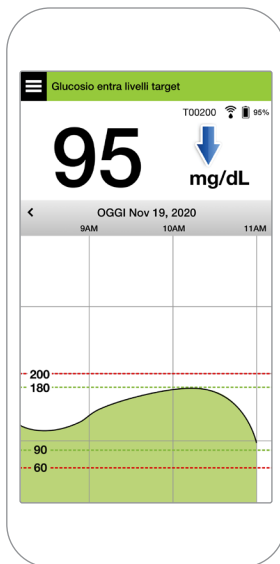 Glucosio entra livelli target
T00200 95%
95
mg/dL
OGGI Nov 19, 2020
9AM 10AM 11AM
200
180
90
60